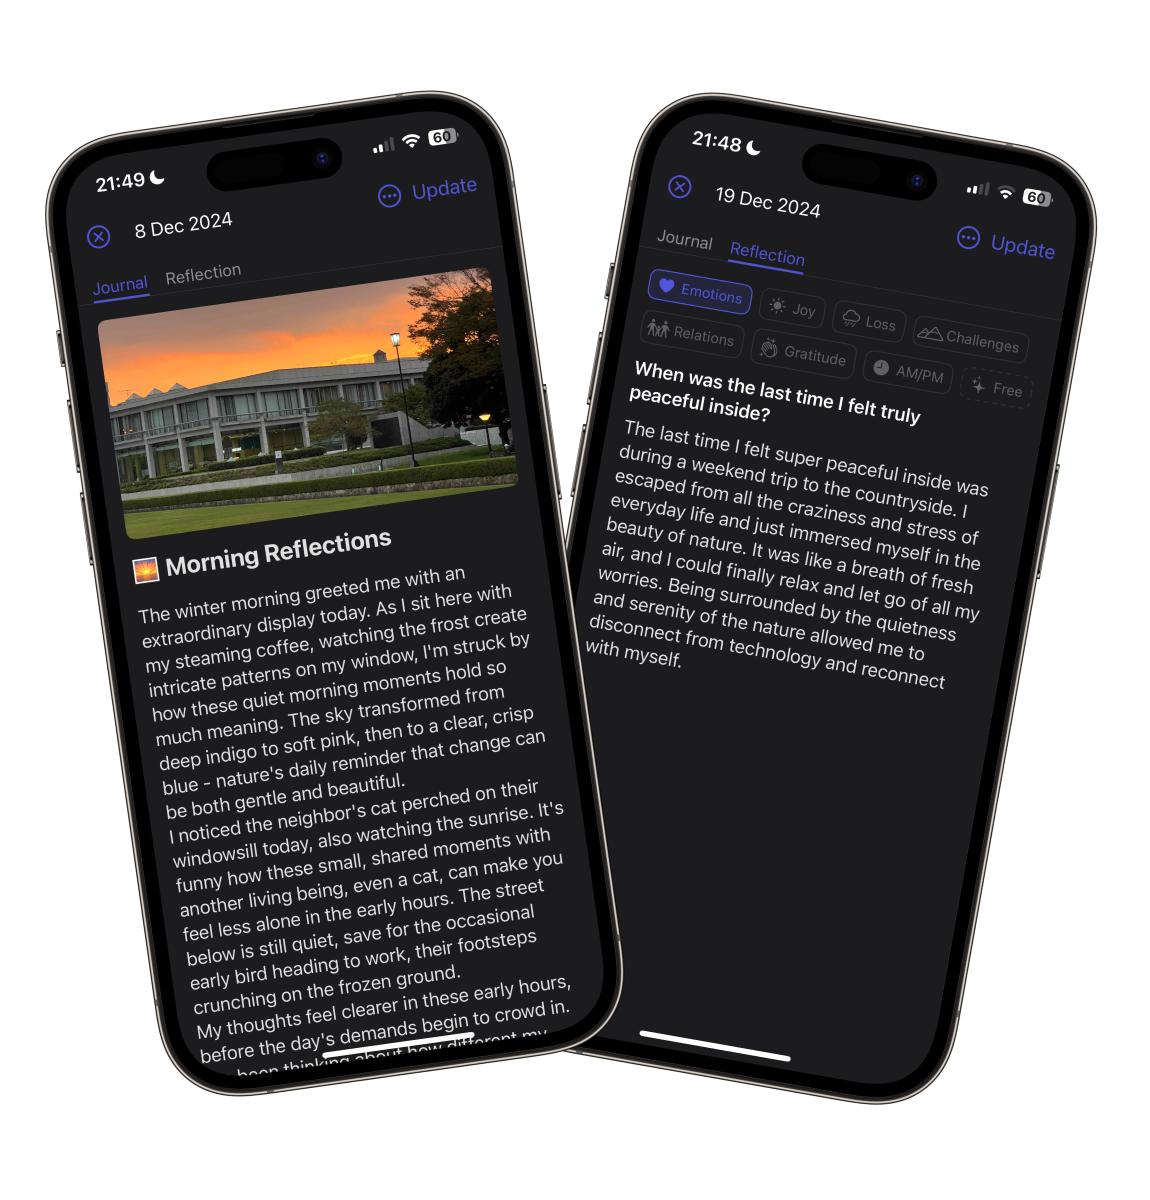 21:49
60
8 Dec 2024
Update
Journal Reflection
Morning Reflections
The winter morning greeted me with an
extraordinary display today. As I sit here with
my steaming coffee, watching the frost create
intricate patterns on my window, I'm struck by
how these quiet morning moments hold so
much meaning. The sky transformed from
deep indigo to soft pink, then to a clear, crisp
blue - nature's daily reminder that change can
be both gentle and beautiful.
I noticed the neighbor's cat perched on their
windowsill today, also watching the sunrise. It's
funny how these small, shared moments with
another living being, even a cat, can make you
feel less alone in the early hours. The street
below is still quiet, save for the occasional
early bird heading to work, their footsteps
crunching on the frozen ground.
My thoughts feel clearer in these early hours,
before the day's demands begin to crowd in.
been thinking about how different my
21:48
60
19 Dec 2024
Update
Journal Reflection
Emotions Joy Loss Challenges
Relations Gratitude AM/PM Free
When was the last time I felt truly
peaceful inside?
The last time I felt super peaceful inside was
during a weekend trip to the countryside. I
escaped from all the craziness and stress of
everyday life and just immersed myself in the
beauty of nature. It was like a breath of fresh
air, and I could finally relax and let go of all my
worries. Being surrounded by the quietness
and serenity of the nature allowed me to
disconnect from technology and reconnect
with myself.